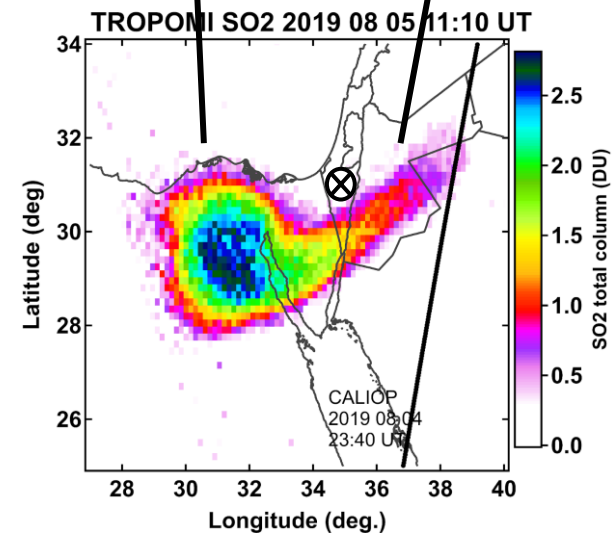 TROPOMI SO2 2019 08 05 11:10 UT
34
32
30
28
26
Latitude (deg)
28 30 32 34 36 38 40
Longitude (deg.)
CALIOP
2019 08-04
23:40 UT
2.5
2.0
1.5
1.0
0.5
0.0
SO2 total column (DU)